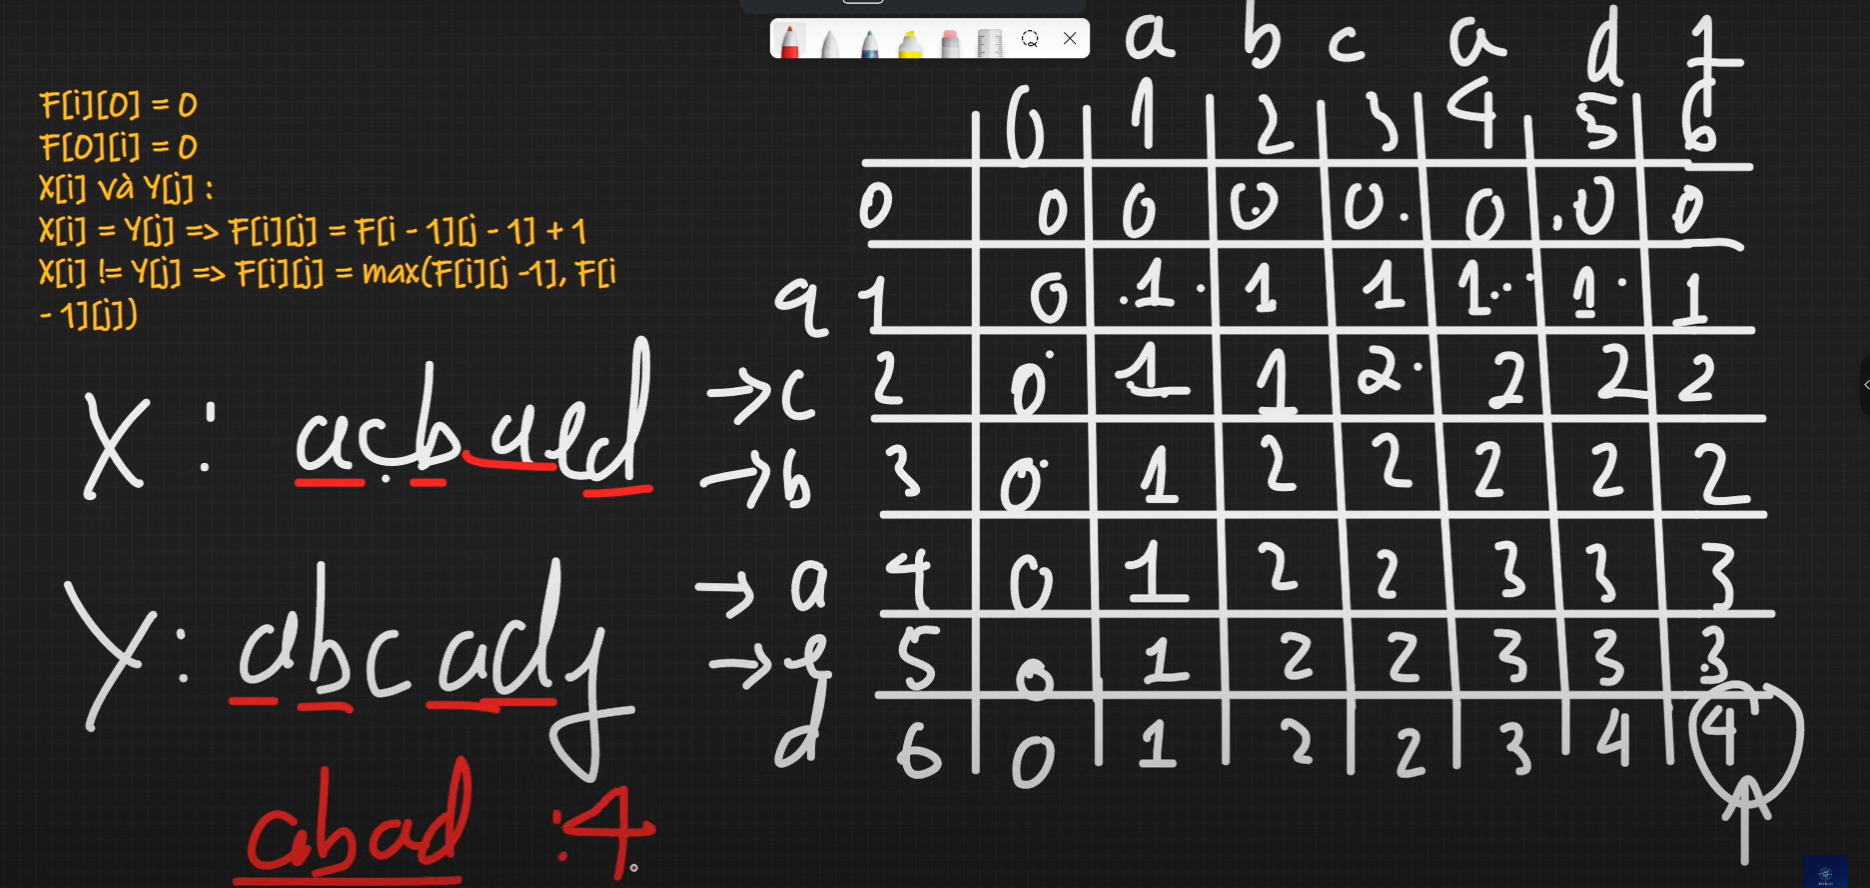 F[i][0] = 0
F[0][i] = 0
X[i] và Y[j] :
X[i] = Y[j] => F[i][j] = F[i - 1][j - 1] + 1
X[i] != Y[j] => F[i][j] = max(F[i][j -1], F[i
- 1][j])
X : acbaed
Y : abcadf
abad : 4
a b c a d f
0 1 2 3 4 5 6
0 0 0 0 0 0 0 0
a 1 0 1 1 1 1 1 1
→ c 2 0 1 1 2 2 2 2
→ b 3 0 1 2 2 2 2 2
→ a 4 0 1 2 2 3 3 3
→ e 5 0 1 2 2 3 3 3
d 6 0 1 2 2 3 4 4